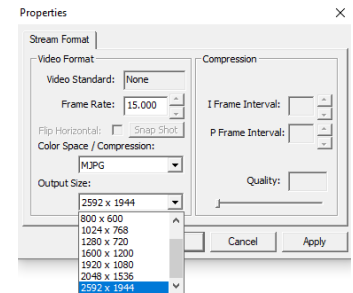 Properties
Stream Format
Video Format
Video Standard: None
Frame Rate: 15.000
Flip Horizontal: Snap Shot
Color Space / Compression:
MJPG
Output Size:
2592 x 1944
800 x 600
1024 x 768
1280 x 720
1600 x 1200
1920 x 1080
2048 x 1536
2592 x 1944
Compression
I Frame Interval:
P Frame Interval:
Quality:
Cancel Apply